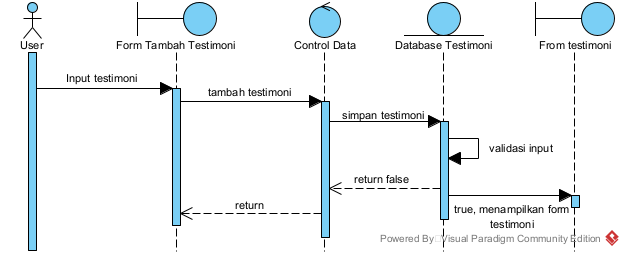 User
Form Tambah Testimoni
Control Data
Database Testimoni
From testimoni
Input testimoni
tambah testimoni
simpan testimoni
validasi input
return false
return
true, menampilkan form
testimoni
Powered By Visual Paradigm Community Edition